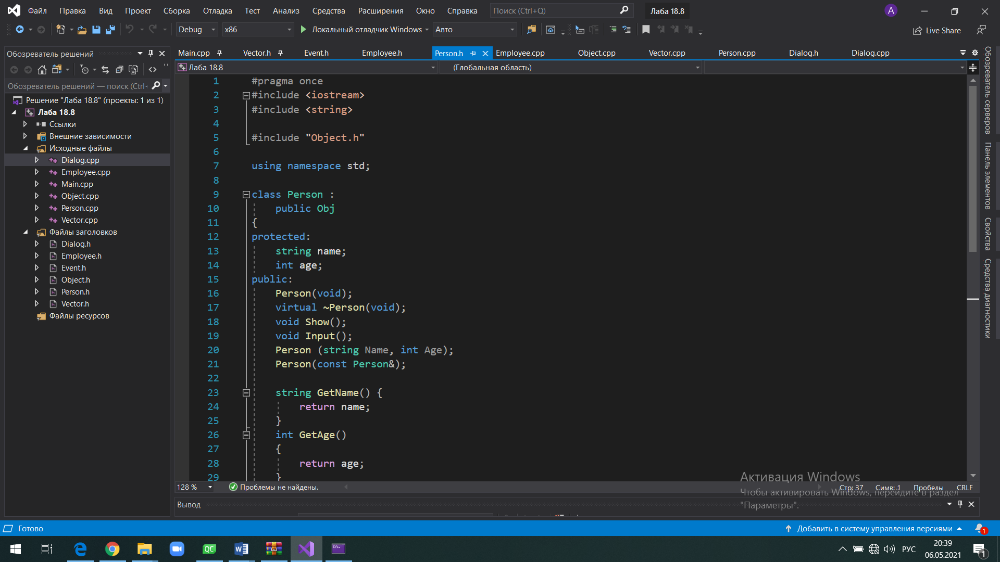 Файл Правка Вид Проект Сборка Отладка Тест Анализ Средства Расширения Окно Справка Поиск (Ctrl+Q) Лаба 18.8 A
Debug x86 Локальный отладчик Windows Авто Live Share
Обозреватель решений
Обозреватель решений — поиск (Ctrl+
Решение "Лаба 18.8" (проекты: 1 из 1)
Лаба 18.8
Ссылки
Внешние зависимости
Исходные файлы
Dialog.cpp
Employee.cpp
Main.cpp
Object.cpp
Person.cpp
Vector.cpp
Файлы заголовков
Dialog.h
Employee.h
Event.h
Object.h
Person.h
Vector.h
Файлы ресурсов
Main.cpp Vector.h Event.h Employee.h Person.h Employee.cpp Object.cpp Vector.cpp Person.cpp Dialog.h Dialog.cpp
Лаба 18.8 (Глобальная область)
1 #pragma once
2 #include <iostream>
3 #include <string>
4
5 #include "Object.h"
6
7 using namespace std;
8
9 class Person :
10 public Obj
11 {
12 protected:
13 string name;
14 int age;
15 public:
16 Person(void);
17 virtual ~Person(void);
18 void Show();
19 void Input();
20 Person (string Name, int Age);
21 Person(const Person&);
22
23 string GetName() {
24 return name;
25 }
26 int GetAge()
27 {
28 return age;
29 }
128 % Проблемы не найдены. Стр: 37 Симв: 1 Пробелы CRLF
Активация Windows
Чтобы активировать Windows, перейдите в раздел
"Параметры".
Вывод
Обозреватель серверов
Панель элементов
Свойства
Средства диагностики
Готово Добавить в систему управления версиями 1
QC РУС 20:39
06.05.2021 1